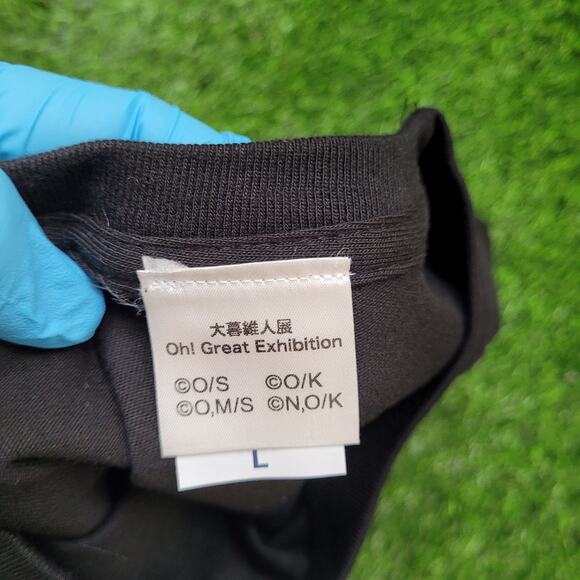 大暮維人展
Oh! Great Exhibition
©O/S ©O/K
©O,M/S ©N,O/K
L